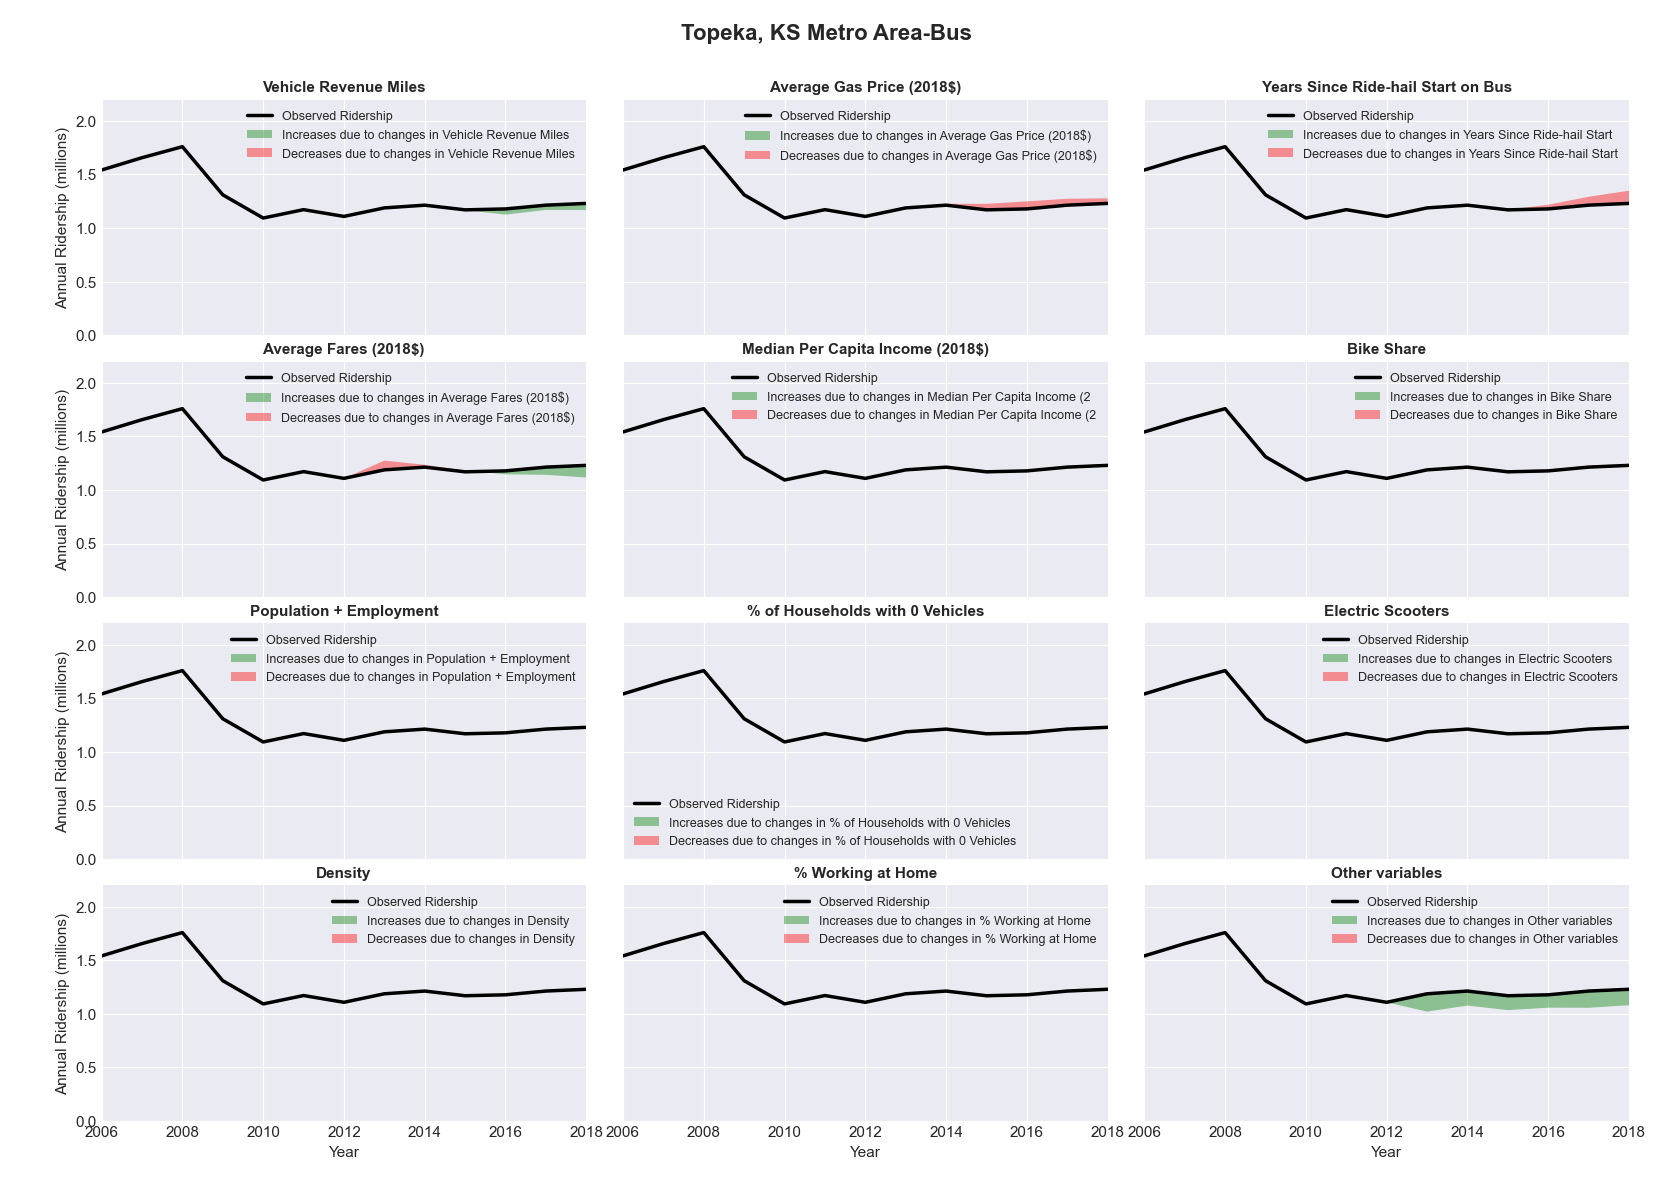 Topeka, KS Metro Area-Bus
Vehicle Revenue Miles
Observed Ridership
Increases due to changes in Vehicle Revenue Miles
Decreases due to changes in Vehicle Revenue Miles
Annual Ridership (millions)
2.0
1.5
1.0
0.5
0.0
Average Gas Price (2018$)
Observed Ridership
Increases due to changes in Average Gas Price (2018$)
Decreases due to changes in Average Gas Price (2018$)
Years Since Ride-hail Start on Bus
Observed Ridership
Increases due to changes in Years Since Ride-hail Start
Decreases due to changes in Years Since Ride-hail Start
Average Fares (2018$)
Observed Ridership
Increases due to changes in Average Fares (2018$)
Decreases due to changes in Average Fares (2018$)
Annual Ridership (millions)
2.0
1.5
1.0
0.5
0.0
Median Per Capita Income (2018$)
Observed Ridership
Increases due to changes in Median Per Capita Income (2
Decreases due to changes in Median Per Capita Income (2
Bike Share
Observed Ridership
Increases due to changes in Bike Share
Decreases due to changes in Bike Share
Population + Employment
Observed Ridership
Increases due to changes in Population + Employment
Decreases due to changes in Population + Employment
Annual Ridership (millions)
2.0
1.5
1.0
0.5
0.0
% of Households with 0 Vehicles
Observed Ridership
Increases due to changes in % of Households with 0 Vehicles
Decreases due to changes in % of Households with 0 Vehicles
Electric Scooters
Observed Ridership
Increases due to changes in Electric Scooters
Decreases due to changes in Electric Scooters
Density
Observed Ridership
Increases due to changes in Density
Decreases due to changes in Density
Annual Ridership (millions)
2.0
1.5
1.0
0.5
0.0
2006 2008 2010 2012 2014 2016 2018
Year
% Working at Home
Observed Ridership
Increases due to changes in % Working at Home
Decreases due to changes in % Working at Home
2006 2008 2010 2012 2014 2016 2018
Year
Other variables
Observed Ridership
Increases due to changes in Other variables
Decreases due to changes in Other variables
2006 2008 2010 2012 2014 2016 2018
Year